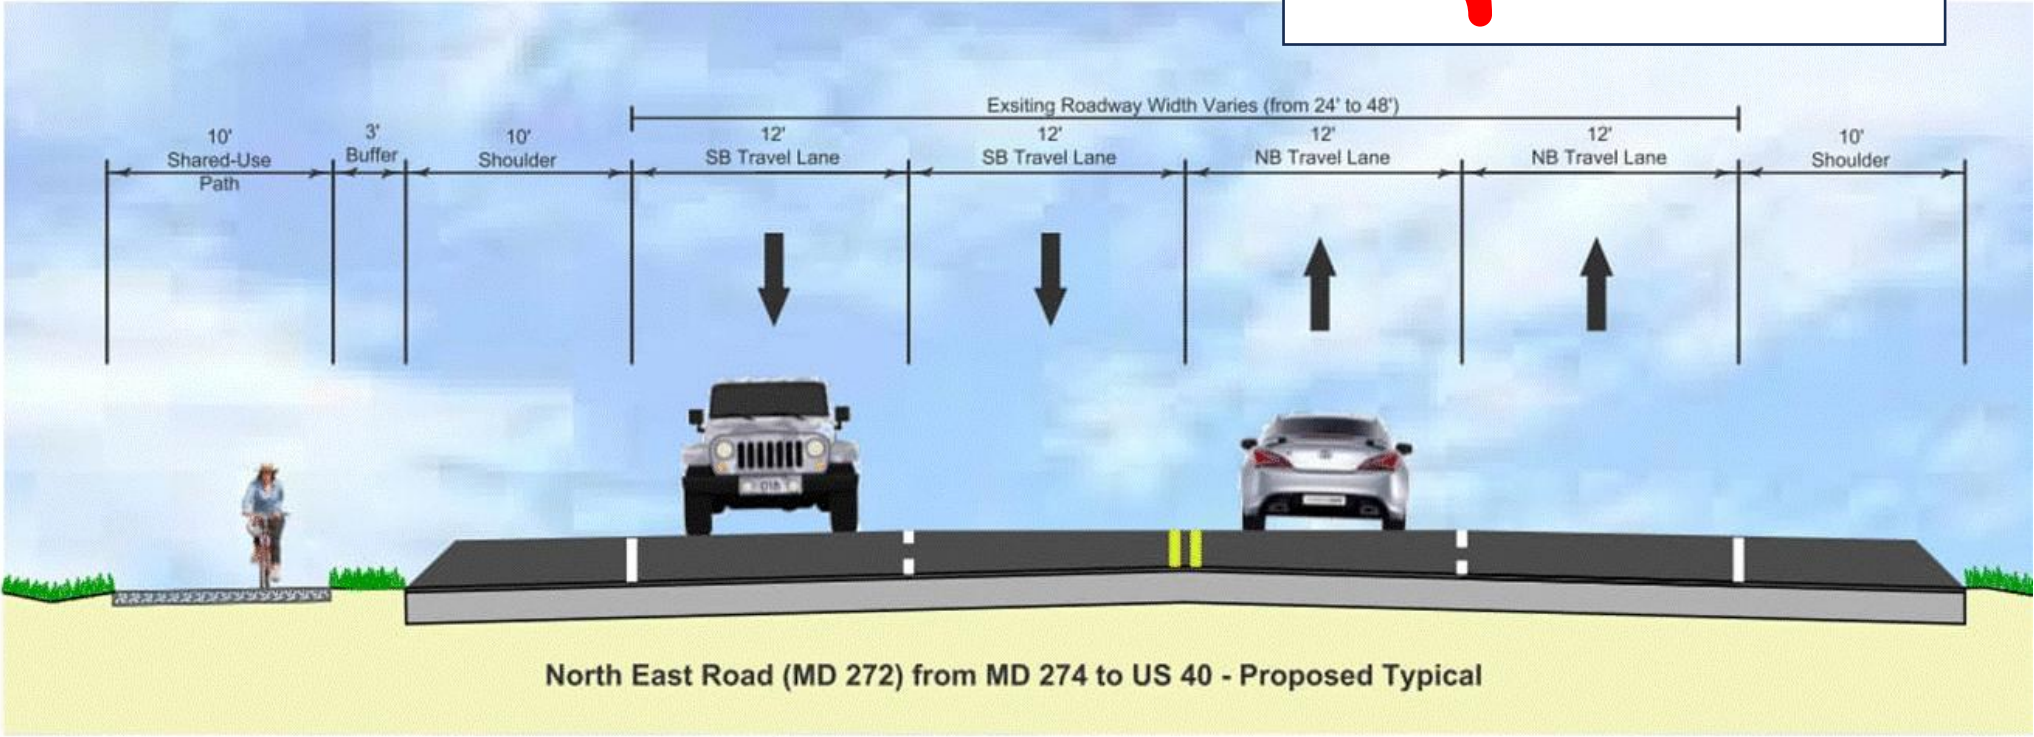 Exsiting Roadway Width Varies (from 24' to 48')
10'
Shared-Use
Path
3'
Buffer
10'
Shoulder
12'
SB Travel Lane
12'
SB Travel Lane
12'
NB Travel Lane
12'
NB Travel Lane
10'
Shoulder
North East Road (MD 272) from MD 274 to US 40 - Proposed Typical